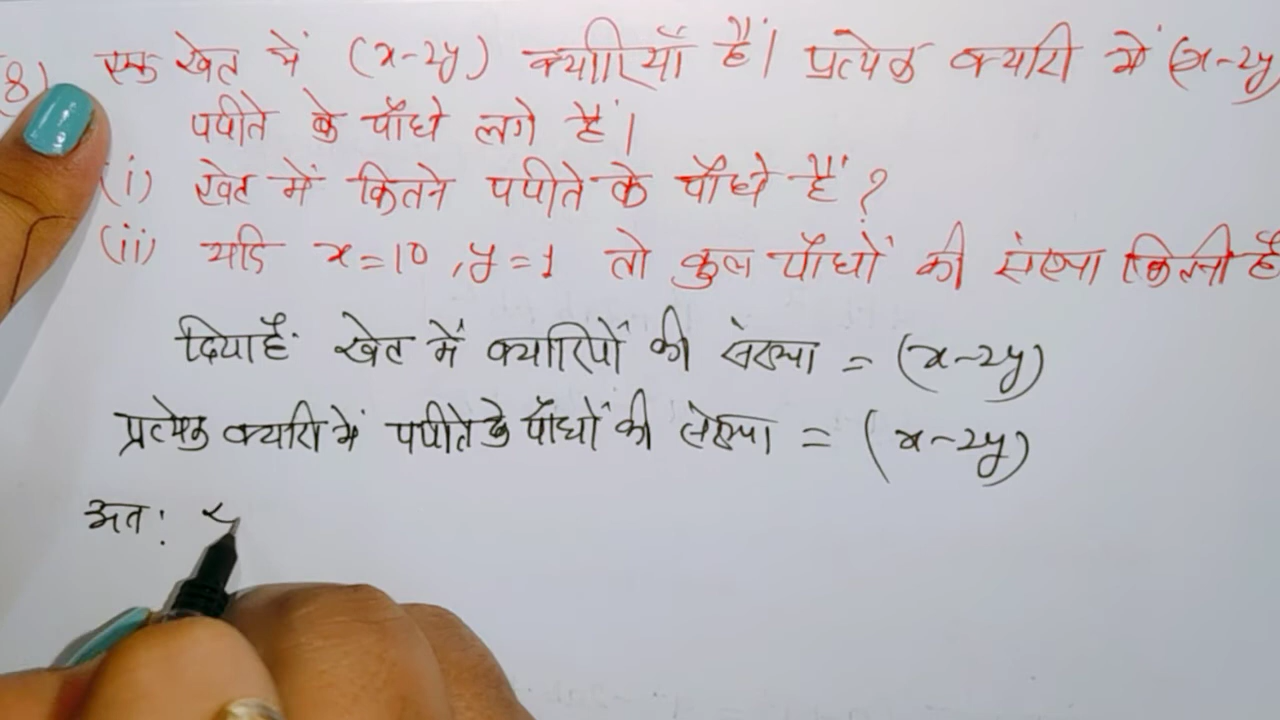 8) एक खेत में (x-2y) क्यारियाँ हैं। प्रत्येक क्यारी में (x-2y
पपीते के पौधे लगे हैं।
(i) खेत में कितने पपीते के पौधे हैं ?
(ii) यदि x=10, y=1 तो कुल पौधों की संख्या कितनी है
दिया है खेत में क्यारियों की संख्या = (x-2y)
प्रत्येक क्यारी में पपीते के पौधों की संख्या = (x-2y)
अत: